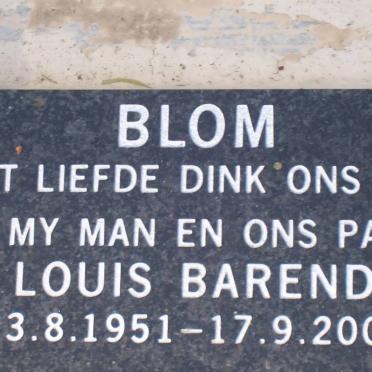 BLOM
T LIEFDE DINK ONS
MY MAN EN ONS PA
LOUIS BAREND
3.8.1951–17.9.200